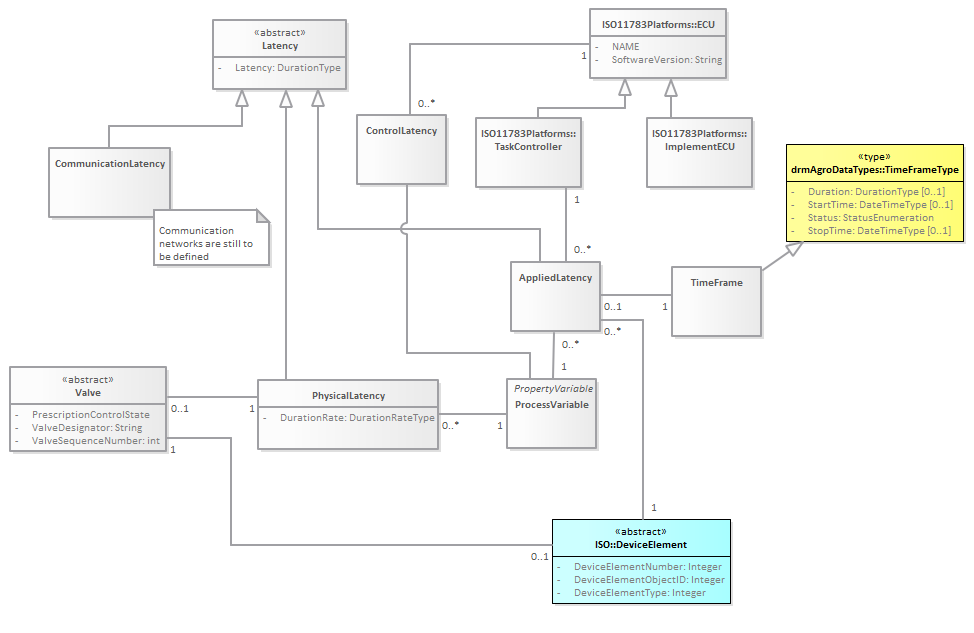 «abstract»
Latency
- Latency: DurationType
ISO11783Platforms::ECU
- NAME
- SoftwareVersion: String
1
0..*
ControlLatency
ISO11783Platforms::
TaskController
ISO11783Platforms::
ImplementECU
CommunicationLatency
Communication
networks are still to
be defined
«type»
drmAgroDataTypes::TimeFrameType
- Duration: DurationType [0..1]
- StartTime: DateTimeType [0..1]
- Status: StatusEnumeration
- StopTime: DateTimeType [0..1]
1
0..*
AppliedLatency
0..1
1
TimeFrame
0..*
0..*
1
«abstract»
Valve
- PrescriptionControlState
- ValveDesignator: String
- ValveSequenceNumber: int
0..1
1
1
PhysicalLatency
- DurationRate: DurationRateType
0..*
1
PropertyVariable
ProcessVariable
1
0..1
«abstract»
ISO::DeviceElement
- DeviceElementNumber: Integer
- DeviceElementObjectID: Integer
- DeviceElementType: Integer